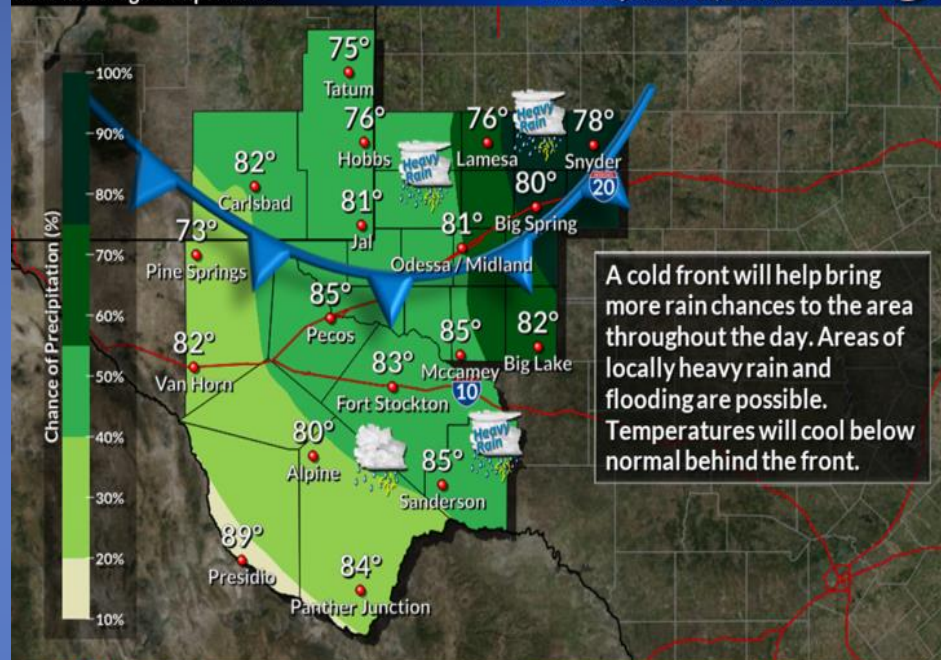 75°
Tatum
100%
76°
Hobbs
Heavy
Rain
76°
Lamesa
Heavy
Rain
78°
Snyder
90%
82°
Carlsbad
20
80%
81°
Jal
80°
Big Spring
73°
Pine Springs
81°
Odessa / Midland
70%
Chance of Precipitation (%)
60%
85°
Pecos
85°
Mccamey
82°
Big Lake
82°
Van Horn
50%
83°
Fort Stockton
10
40%
80°
Alpine
Heavy
Rain
85°
Sanderson
30%
89°
Presidio
20%
84°
Panther Junction
10%
A cold front will help bring
more rain chances to the area
throughout the day. Areas of
locally heavy rain and
flooding are possible.
Temperatures will cool below
normal behind the front.